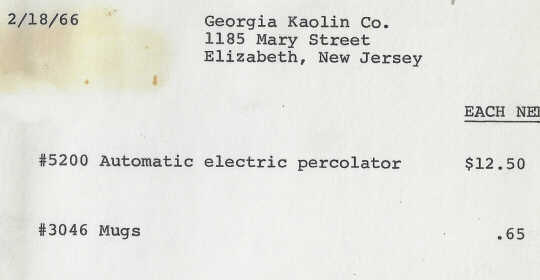 2/18/66 Georgia Kaolin Co.
1185 Mary Street
Elizabeth, New Jersey
EACH NET
#5200 Automatic electric percolator $12.50
#3046 Mugs .65